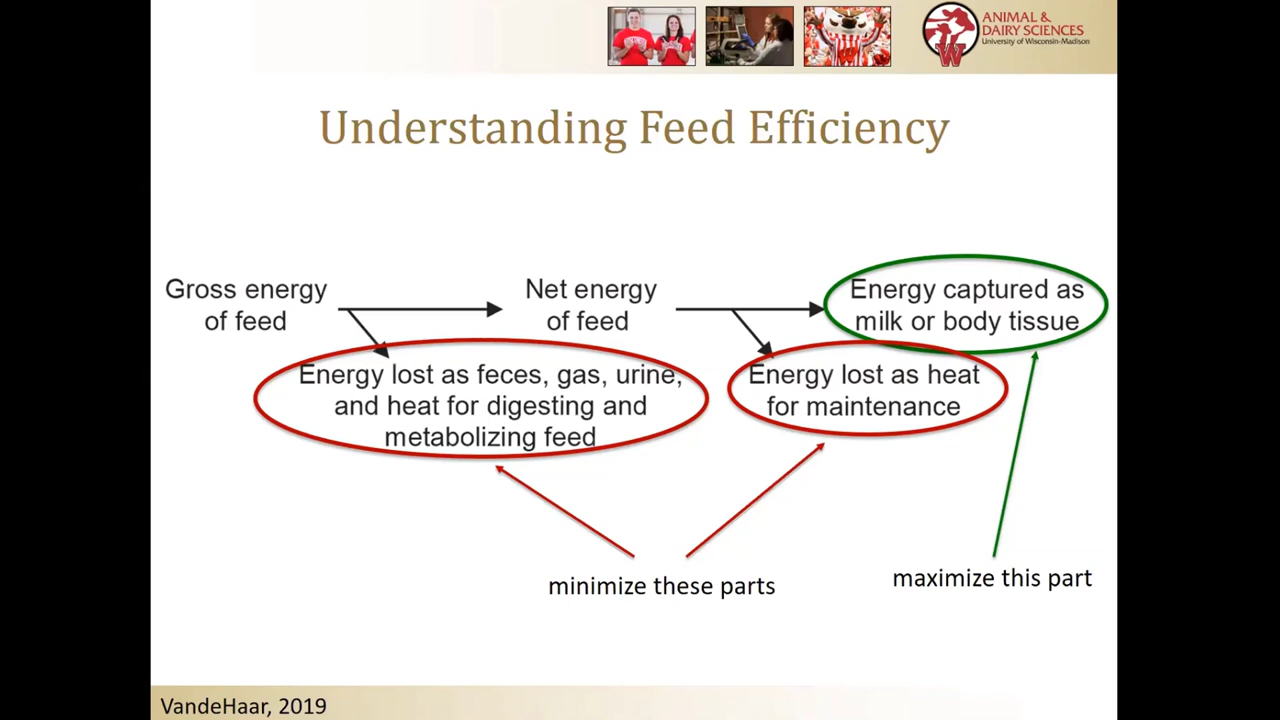 ANIMAL &
DAIRY SCIENCES
University of Wisconsin-Madison
W
Understanding Feed Efficiency
Gross energy
of feed
Net energy
of feed
Energy captured as
milk or body tissue
Energy lost as feces, gas, urine,
and heat for digesting and
metabolizing feed
Energy lost as heat
for maintenance
minimize these parts
maximize this part
VandeHaar, 2019